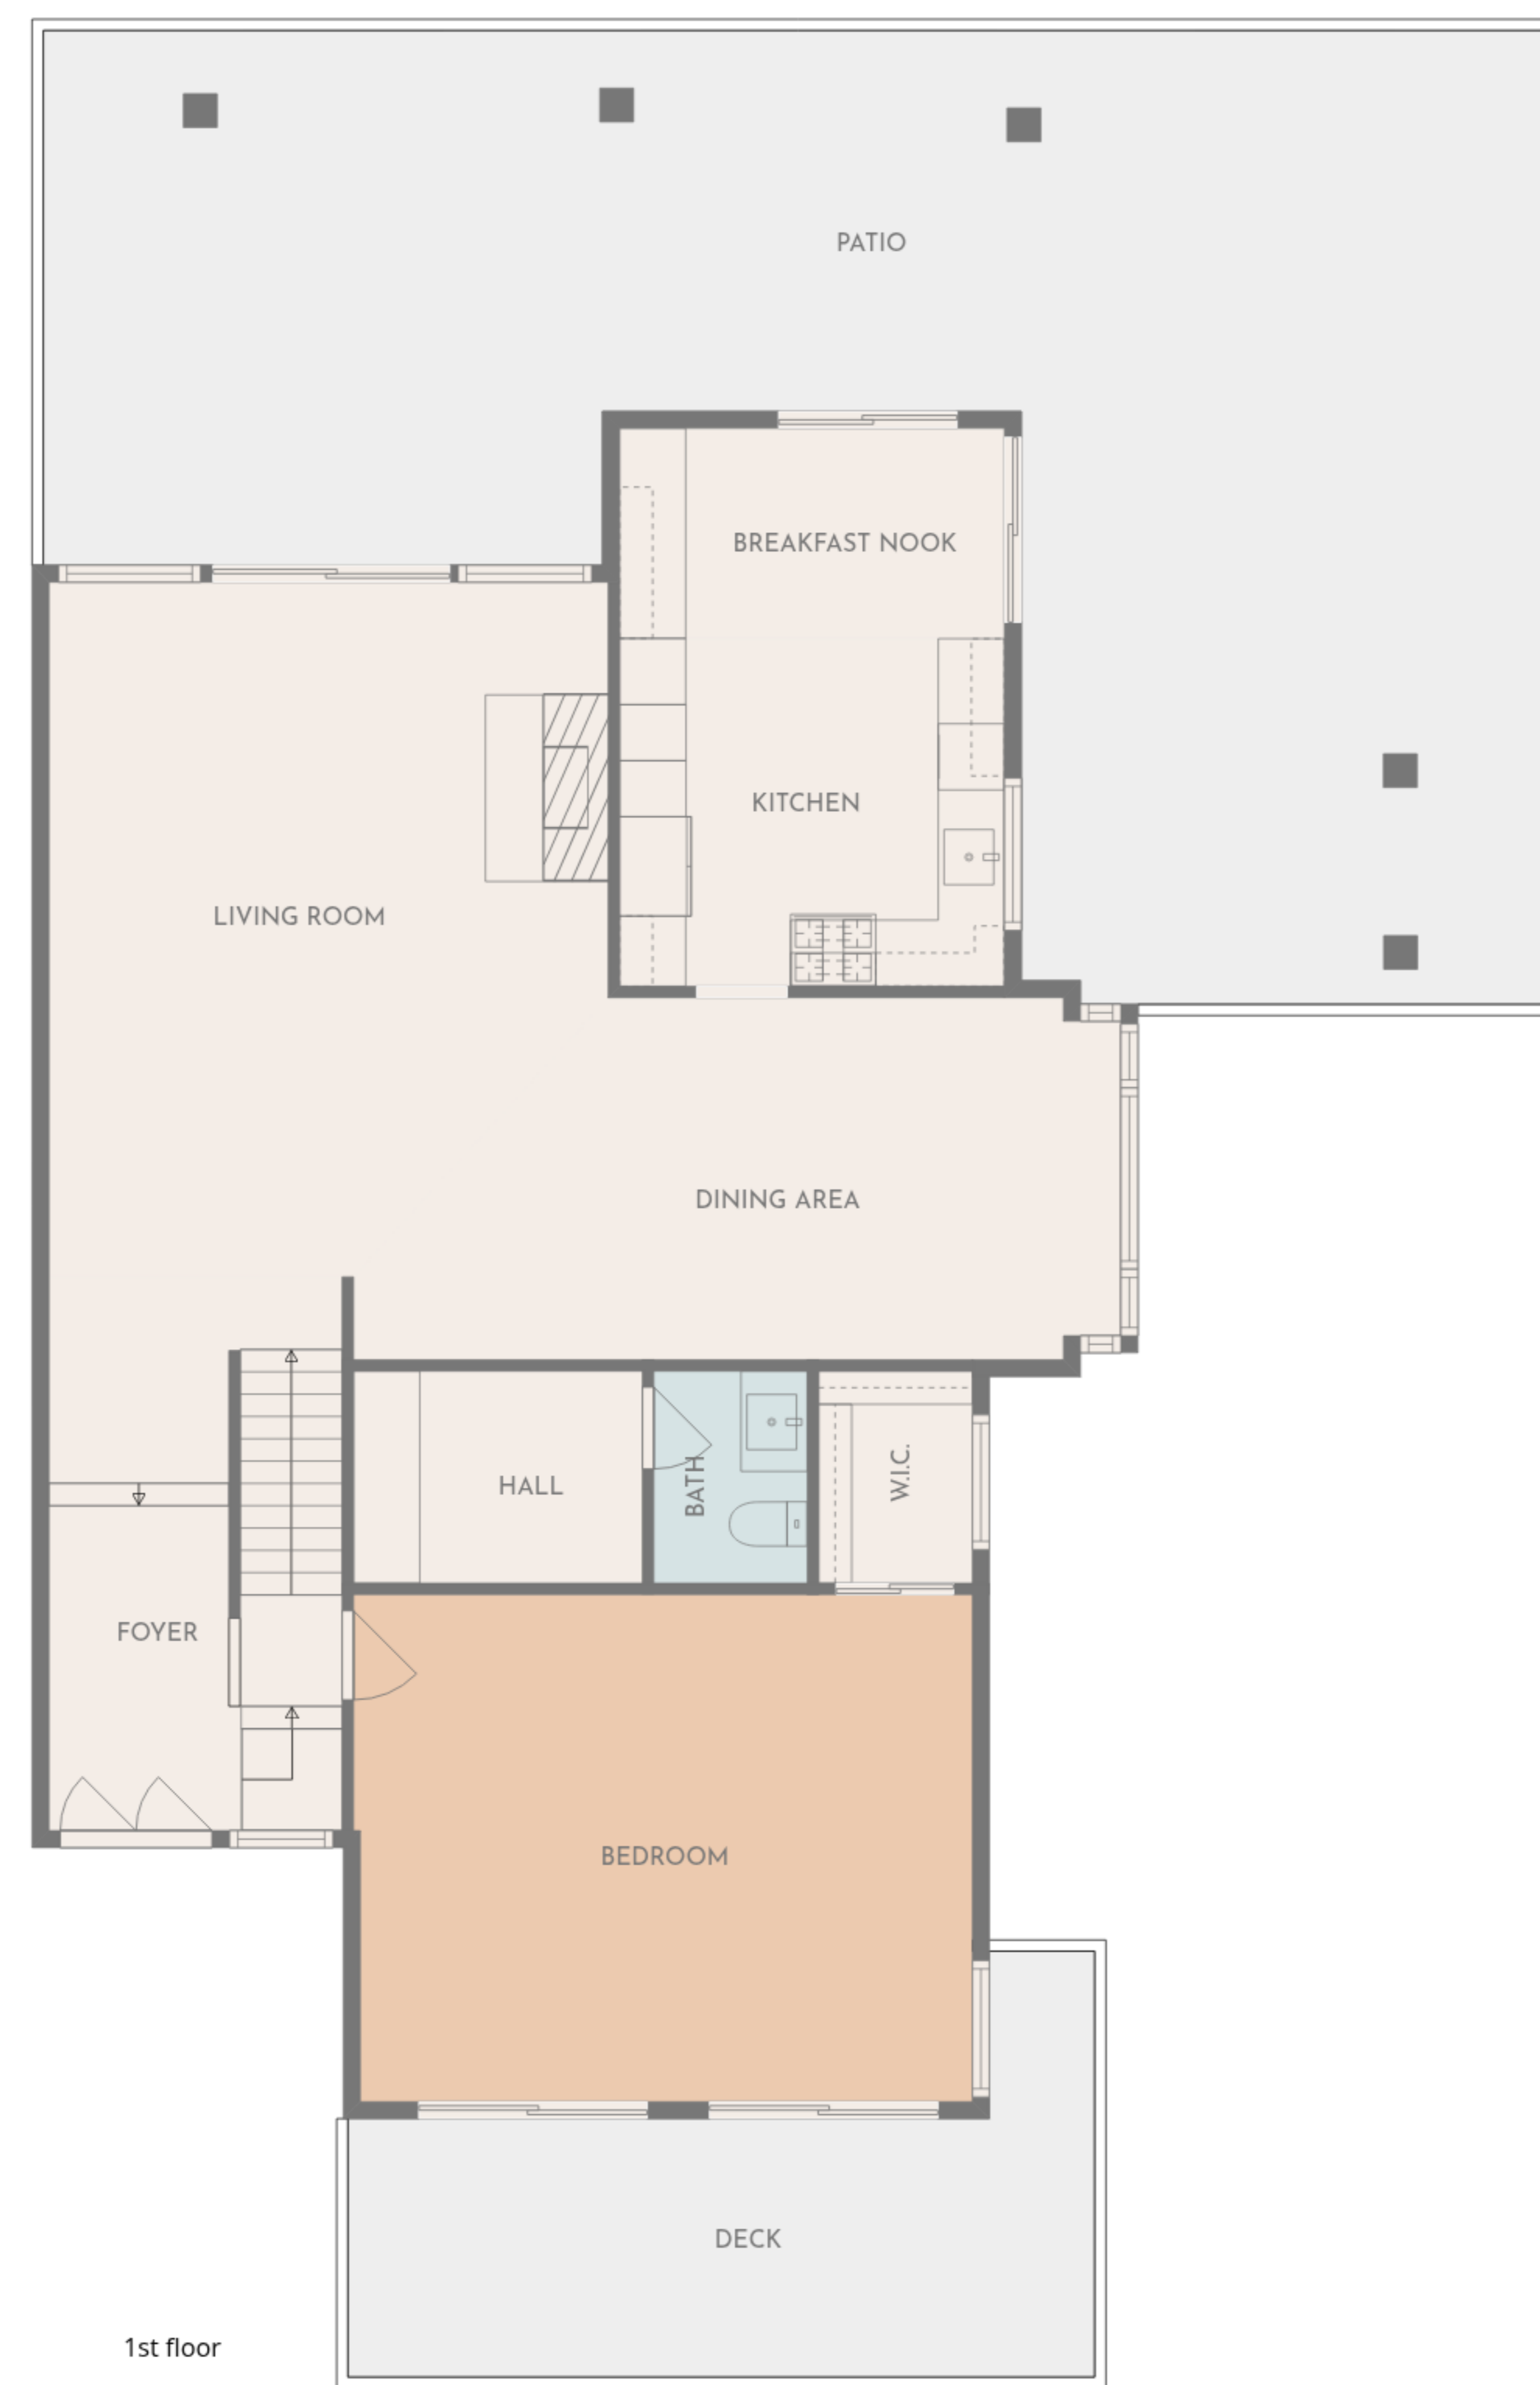 PATIO
BREAKFAST NOOK
KITCHEN
LIVING ROOM
DINING AREA
HALL
BATH
W.I.C.
FOYER
BEDROOM
DECK
1st floor